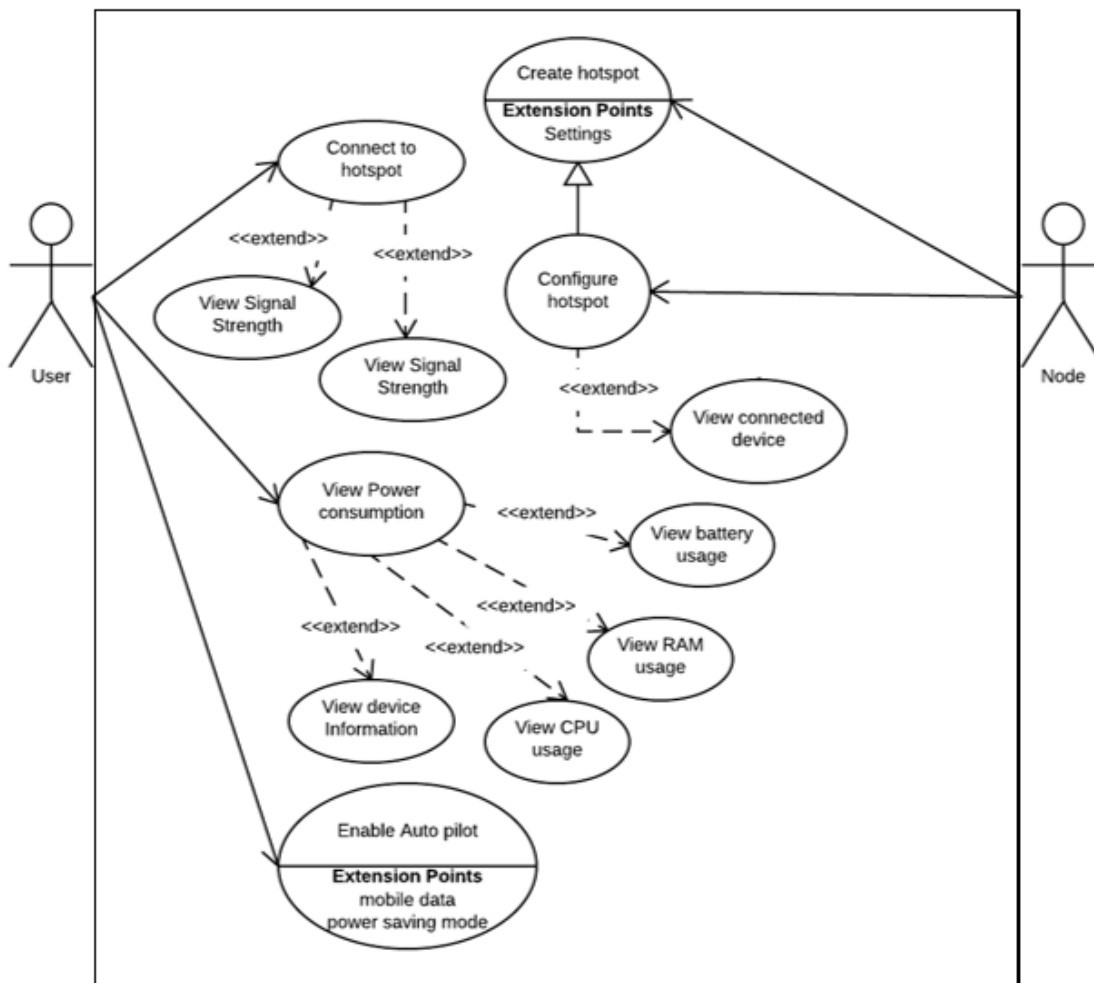 Create hotspot
Extension Points
Settings
Connect to
hotspot
<<extend>>
<<extend>>
View Signal
Strength
View Signal
Strength
Configure
hotspot
<<extend>>
View connected
device
User
Node
View Power
consumption
<<extend>>
View battery
usage
<<extend>>
View RAM
usage
<<extend>>
<<extend>>
View device
Information
View CPU
usage
Enable Auto pilot
Extension Points
mobile data
power saving mode